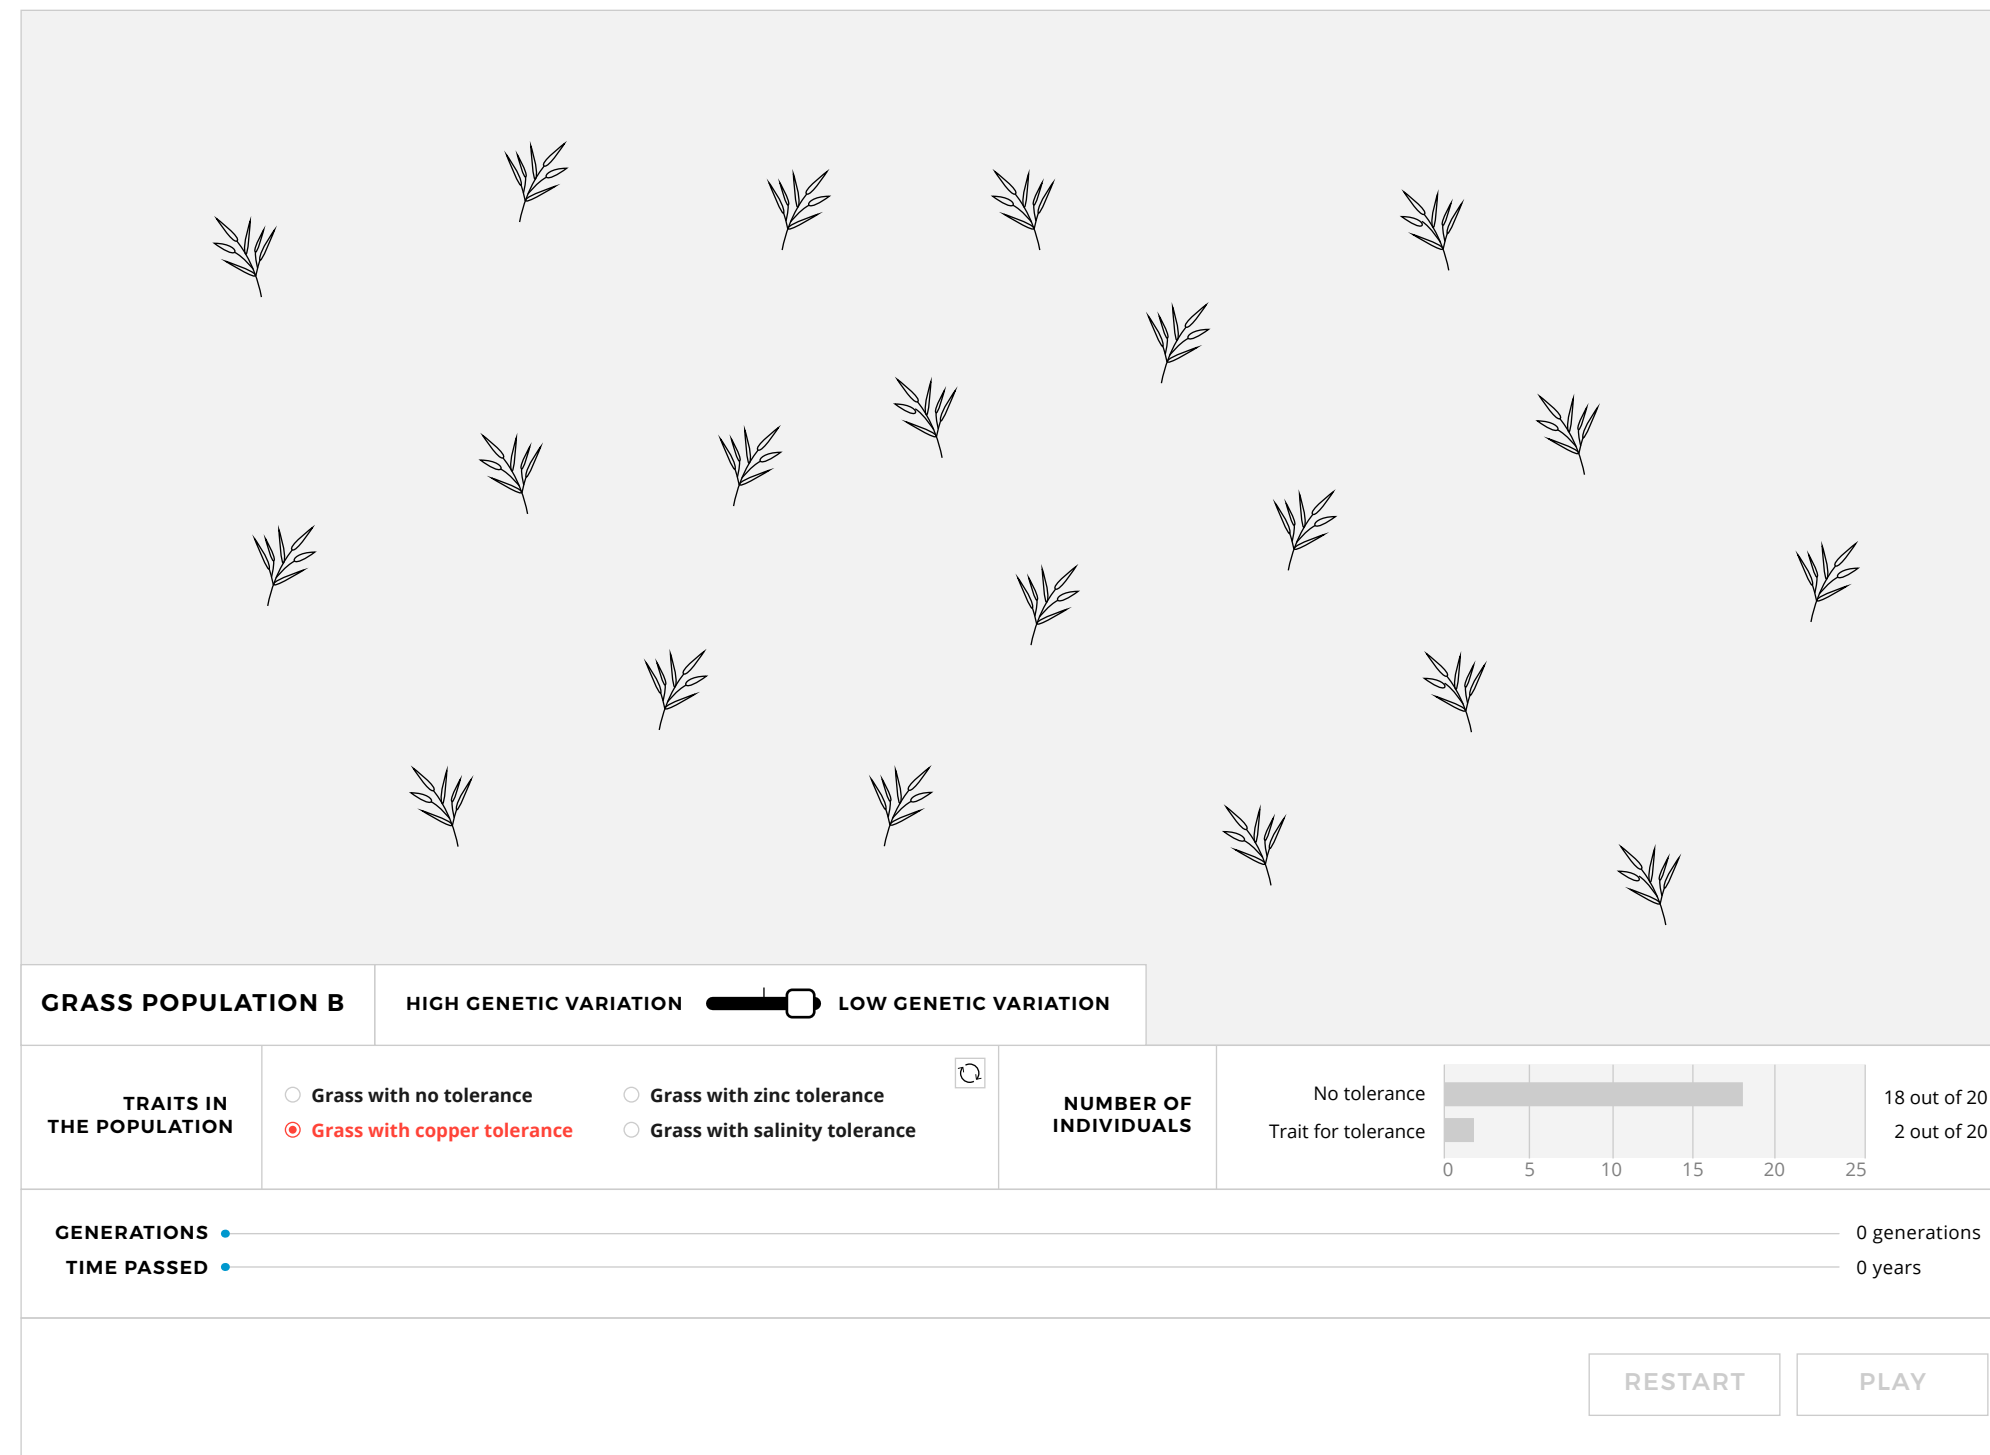 GRASS POPULATION B
HIGH GENETIC VARIATION
LOW GENETIC VARIATION
TRAITS IN
THE POPULATION
Grass with no tolerance
Grass with zinc tolerance
Grass with copper tolerance
Grass with salinity tolerance
NUMBER OF
INDIVIDUALS
No tolerance
18 out of 20
Trait for tolerance
2 out of 20
0 5 10 15 20 25
GENERATIONS
0 generations
TIME PASSED
0 years
RESTART
PLAY